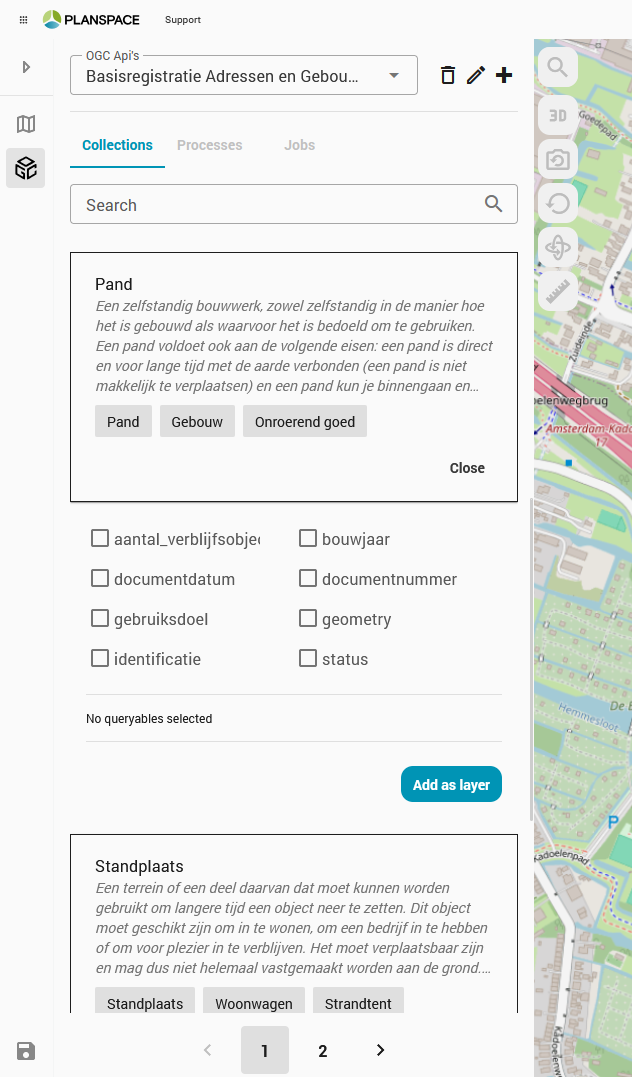 PLANSPACE
Support
OGC Api's
Basisregistratie Adressen en Gebou...
Collections
Processes
Jobs
Search
Pand
Een zelfstandig bouwwerk, zowel zelfstandig in de manier hoe
het is gebouwd als waarvoor het is bedoeld om te gebruiken.
Een pand voldoet ook aan de volgende eisen: een pand is direct
en voor lange tijd met de aarde verbonden (een pand is niet
makkelijk te verplaatsen) en een pand kun je binnengaan en...
Pand
Gebouw
Onroerend goed
Close
aantal_verblijfsobje
bouwjaar
documentdatum
documentnummer
gebruiksdoel
geometry
identificatie
status
No queryables selected
Add as layer
Standplaats
Een terrein of een deel daarvan dat moet kunnen worden
gebruikt om langere tijd een object neer te zetten. Dit object
moet geschikt zijn om in te wonen, om een bedrijf in te hebben
of om voor plezier in te verblijven. Het moet verplaatsbaar zijn
en mag dus niet helemaal vastgemaakt worden aan de grond....
Standplaats
Woonwagen
Strandtent
1
2
3D
Goedepad
Zuideinde
oelenwegbrug
Amsterdam-Kado
17
De B
Hemmesloot
P
Kadoelenpad
Kadoelenw